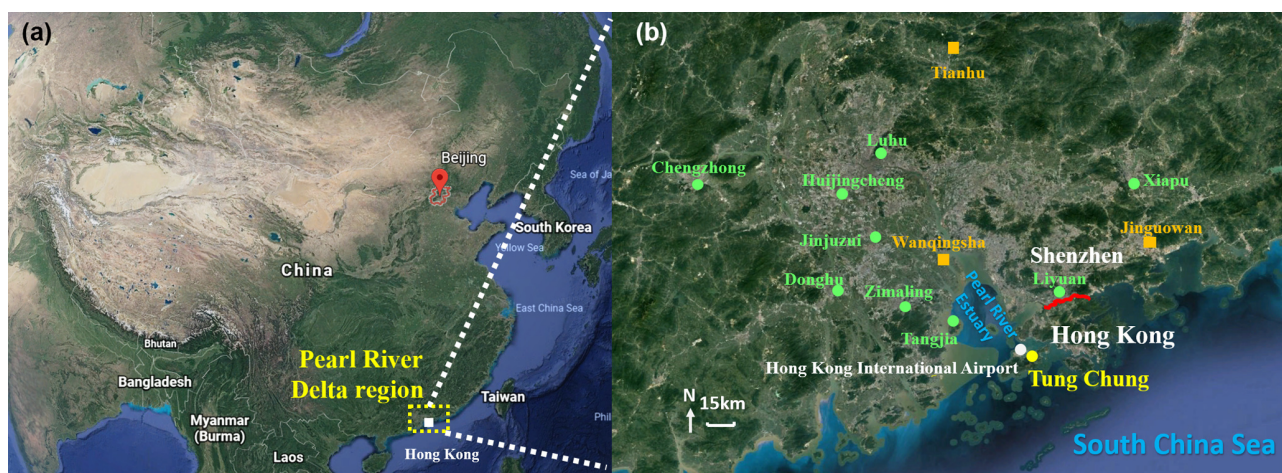 (a)
Beijing
Sea of Ja
South Korea
Yellow Sea
China
East China Sea
Bhutan
Pearl River
Delta region
Bangladesh
Taiwan
Myanmar
(Burma)
Phili
Hong Kong
Laos
(b)
Tianhu
Luhu
Chengzhong
Huijingcheng
Xiapu
Jinjuzui
Wanqingsha
Jinguowan
Shenzhen
Donghu
Zimaling
Liyuan
Pearl River
Estuary
Tangjia
Hong Kong
Hong Kong International Airport
Tung Chung
N
15km
South China Sea